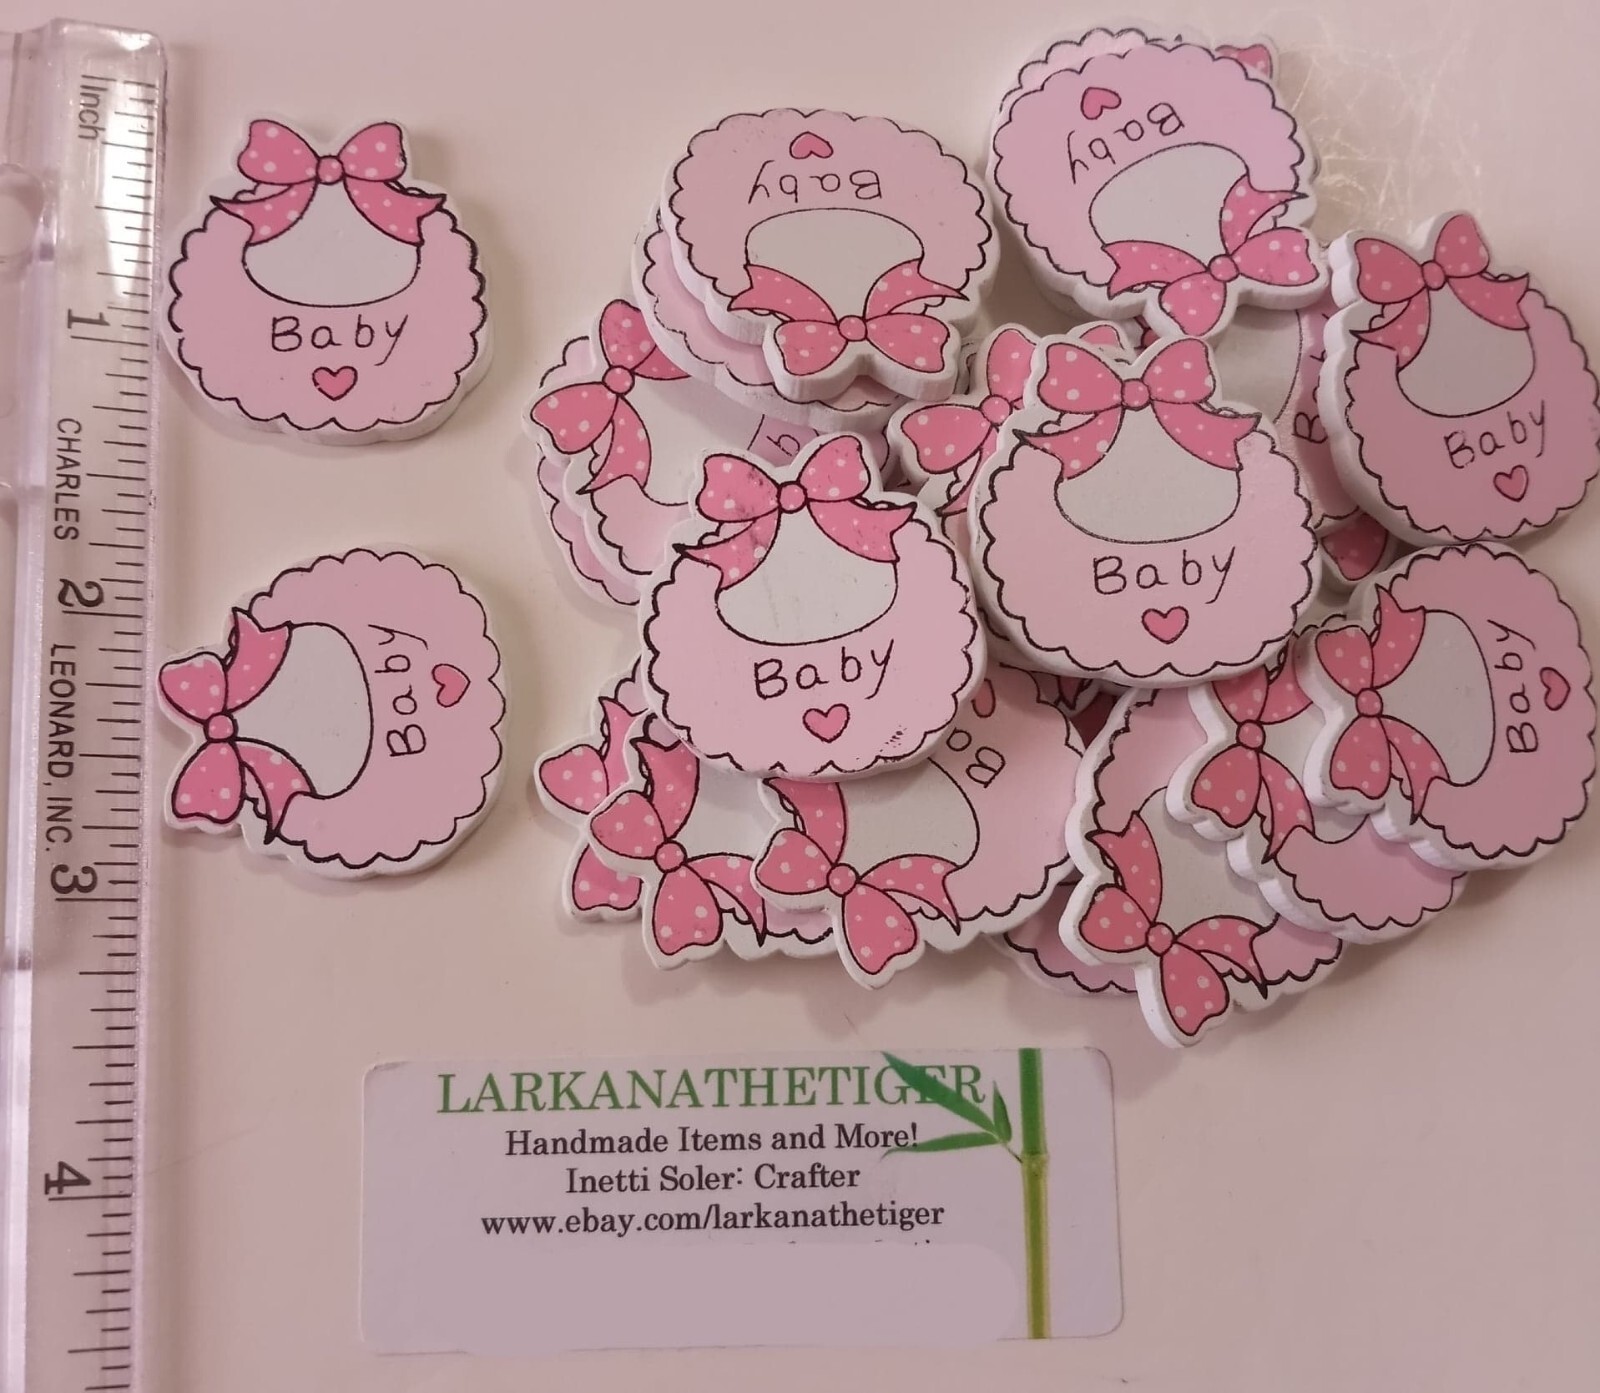 Inch
1
CHARLES
2
LEONARD, INC.
3
4
Baby
Baby
Baby
Baby
Baby
Baby
Baby
Baby
Ba
LARKANATHETIGER
Handmade Items and More!
Inetti Soler: Crafter
www.ebay.com/larkanathetiger